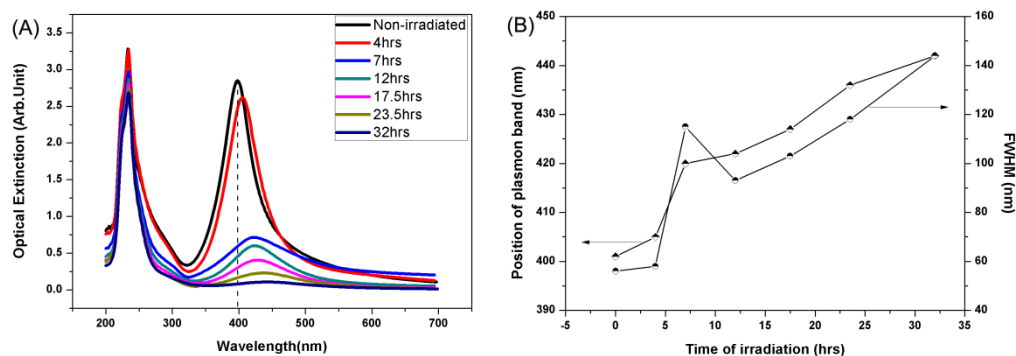 (A)
Optical Extinction (Arb.Unit)
3.5
3.0
2.5
2.0
1.5
1.0
0.5
0.0
Non-irradiated
4hrs
7hrs
12hrs
17.5hrs
23.5hrs
32hrs
200 300 400 500 600 700
Wavelength(nm)
(B)
Position of plasmon band (nm)
450
440
430
420
410
400
390
160
140
120
100
80
60
40
FWHM (nm)
-5 0 5 10 15 20 25 30 35
Time of irradiation (hrs)